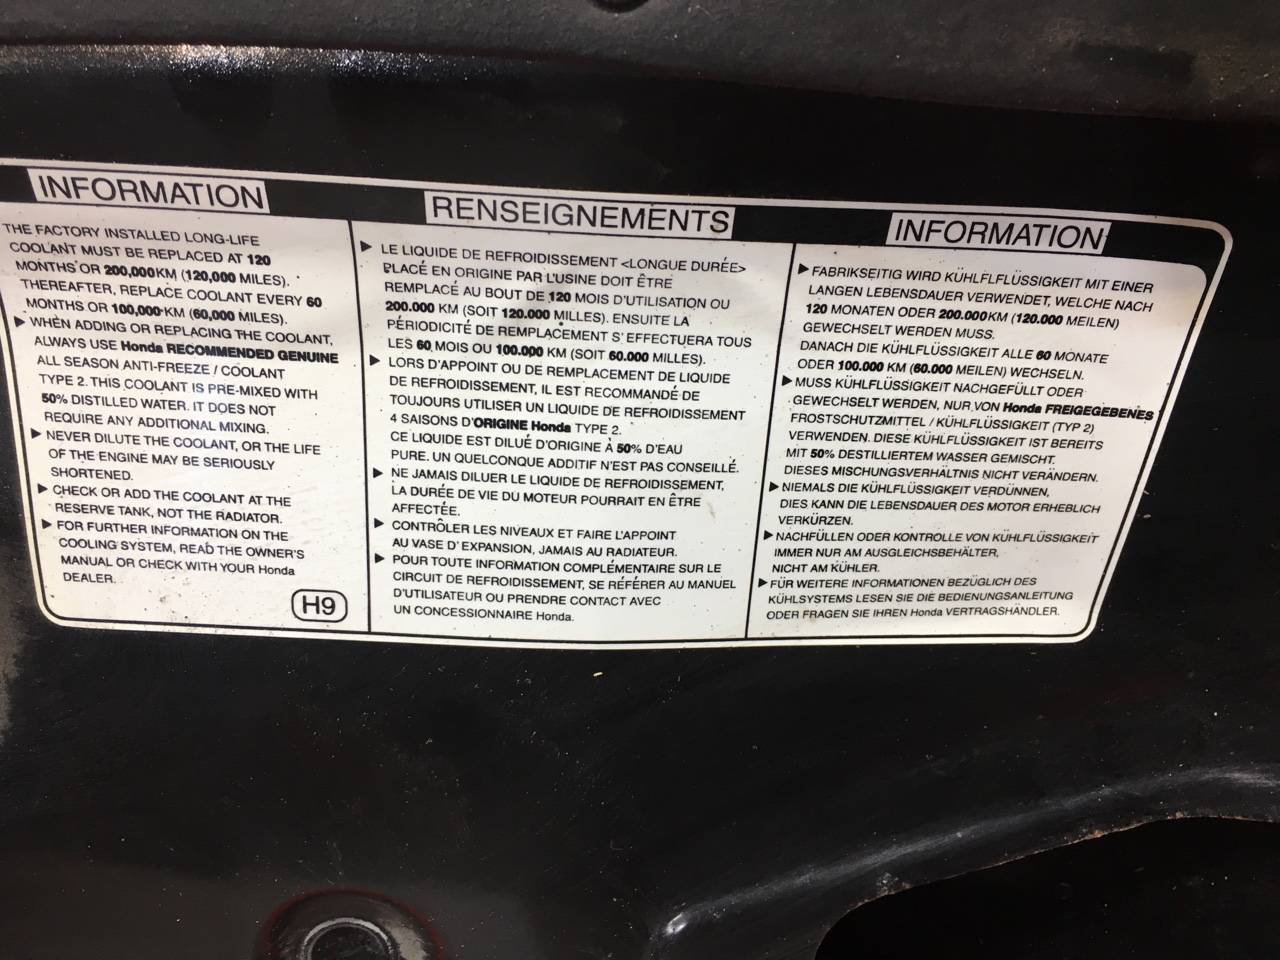 INFORMATION
THE FACTORY INSTALLED LONG-LIFE
COOLANT MUST BE REPLACED AT 120
MONTHS OR 200,000KM (120,000 MILES).
THEREAFTER, REPLACE COOLANT EVERY 60
MONTHS OR 100,000 KM (60,000 MILES).
▶ WHEN ADDING OR REPLACING THE COOLANT,
ALWAYS USE Honda RECOMMENDED GENUINE
ALL SEASON ANTI-FREEZE / COOLANT
TYPE 2. THIS COOLANT IS PRE-MIXED WITH
50% DISTILLED WATER. IT DOES NOT
REQUIRE ANY ADDITIONAL MIXING.
▶ NEVER DILUTE THE COOLANT, OR THE LIFE
OF THE ENGINE MAY BE SERIOUSLY
SHORTENED.
▶ CHECK OR ADD THE COOLANT AT THE
RESERVE TANK, NOT THE RADIATOR.
▶ FOR FURTHER INFORMATION ON THE
COOLING SYSTEM, READ THE OWNER'S
MANUAL OR CHECK WITH YOUR Honda
DEALER.
H9
RENSEIGNEMENTS
▶ LE LIQUIDE DE REFROIDISSEMENT <LONGUE DURÉE>
PLACÉ EN ORIGINE PAR L'USINE DOIT ÊTRE
REMPLACÉ AU BOUT DE 120 MOIS D'UTILISATION OU
200.000 KM (SOIT 120.000 MILLES). ENSUITE LA
PÉRIODICITÉ DE REMPLACEMENT S'EFFECTUERA TOUS
LES 60 MOIS OU 100.000 KM (SOIT 60.000 MILLES).
▶ LORS D'APPOINT OU DE REMPLACEMENT DE LIQUIDE
DE REFROIDISSEMENT, IL EST RECOMMANDÉ DE
TOUJOURS UTILISER UN LIQUIDE DE REFROIDISSEMENT
4 SAISONS D'ORIGINE Honda TYPE 2.
CE LIQUIDE EST DILUÉ D'ORIGINE À 50% D'EAU
PURE. UN QUELCONQUE ADDITIF N'EST PAS CONSEILLÉ.
▶ NE JAMAIS DILUER LE LIQUIDE DE REFROIDISSEMENT,
LA DURÉE DE VIE DU MOTEUR POURRAIT EN ÊTRE
AFFECTÉE.
▶ CONTRÔLER LES NIVEAUX ET FAIRE L'APPOINT
AU VASE D'EXPANSION, JAMAIS AU RADIATEUR.
▶ POUR TOUTE INFORMATION COMPLÉMENTAIRE SUR LE
CIRCUIT DE REFROIDISSEMENT, SE RÉFÉRER AU MANUEL
D'UTILISATEUR OU PRENDRE CONTACT AVEC
UN CONCESSIONNAIRE Honda.
INFORMATION
▶ FABRIKSEITIG WIRD KÜHLFLFLÜSSIGKEIT MIT EINER
LANGEN LEBENSDAUER VERWENDET, WELCHE NACH
120 MONATEN ODER 200.000KM (120.000 MEILEN)
GEWECHSELT WERDEN MUSS.
DANACH DIE KÜHLFLÜSSIGKEIT ALLE 60 MONATE
ODER 100.000 KM (60.000 MEILEN) WECHSELN.
▶ MUSS KÜHLFLÜSSIGKEIT NACHGEFÜLLT ODER
GEWECHSELT WERDEN, NUR VON Honda FREIGEGEBENES
FROSTSCHUTZMITTEL / KÜHLFLÜSSIGKEIT (TYP 2)
VERWENDEN. DIESE KÜHLFLÜSSIGKEIT IST BEREITS
MIT 50% DESTILLIERTEM WASSER GEMISCHT.
DIESES MISCHUNGSVERHÄLTNIS NICHT VERÄNDERN.
▶ NIEMALS DIE KÜHLFLÜSSIGKEIT VERDÜNNEN,
DIES KANN DIE LEBENSDAUER DES MOTOR ERHEBLICH
VERKÜRZEN.
▶ NACHFÜLLEN ODER KONTROLLE VON KÜHLFLÜSSIGKEIT
IMMER NUR AM AUSGLEICHSBEHÄLTER,
NICHT AM KÜHLER.
▶ FÜR WEITERE INFORMATIONEN BEZÜGLICH DES
KÜHLSYSTEMS LESEN SIE DIE BEDIENUNGSANLEITUNG
ODER FRAGEN SIE IHREN Honda VERTRAGSHÄNDLER.